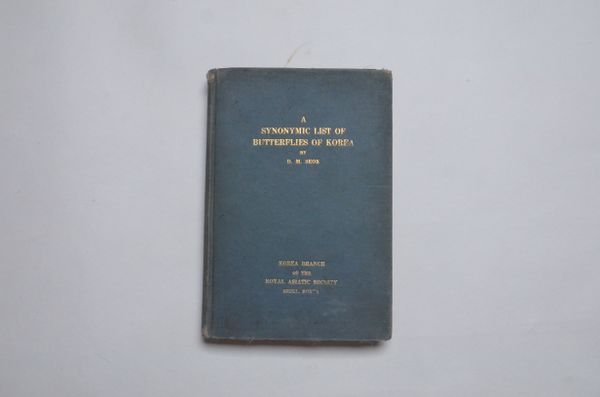 A
SYNONYMIC LIST OF
BUTTERFLIES OF KOREA
BY
D. M. SEOK
KOREA BRANCH
OF THE
ROYAL ASIATIC SOCIETY
SEOUL, KOREA